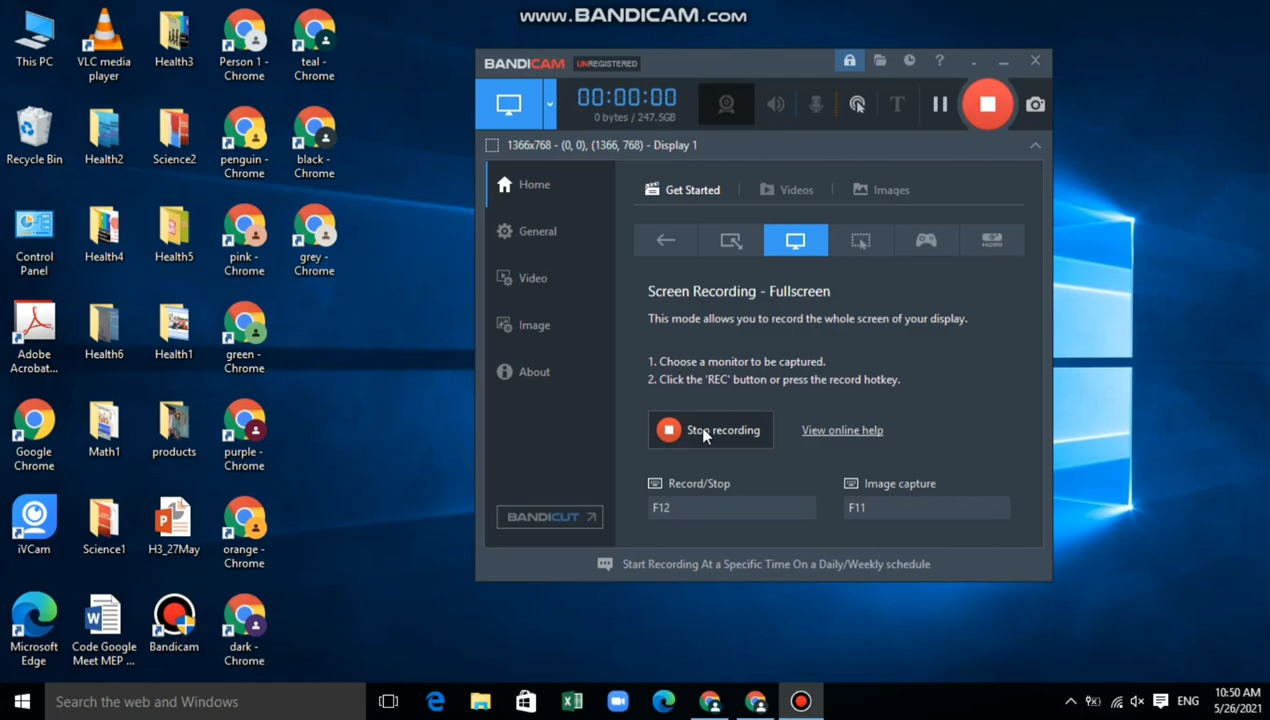 www.BANDICAM.com
This PC
VLC media
player
Health3
Person 1 -
Chrome
teal -
Chrome
Recycle Bin
Health2
Science2
penguin -
Chrome
black -
Chrome
Control
Panel
Health4
Health5
pink -
Chrome
grey -
Chrome
Adobe
Acrobat...
Health6
Health1
green -
Chrome
Google
Chrome
Math1
products
purple -
Chrome
iVCam
Science1
H3_27May
orange -
Chrome
Microsoft
Edge
Code Google
Meet MEP ...
Bandicam
dark -
Chrome
BANDICAM UNREGISTERED
00:00:00
0 bytes / 247.5GB
1366x768 - (0, 0), (1366, 768) - Display 1
Home
General
Video
Image
About
BANDICUT
Get Started
Videos
Images
HDMI
Screen Recording - Fullscreen
This mode allows you to record the whole screen of your display.
1. Choose a monitor to be captured.
2. Click the 'REC' button or press the record hotkey.
Stop recording
View online help
Record/Stop
Image capture
F12
F11
Start Recording At a Specific Time On a Daily/Weekly schedule
Search the web and Windows
ENG
10:50 AM
5/26/2021